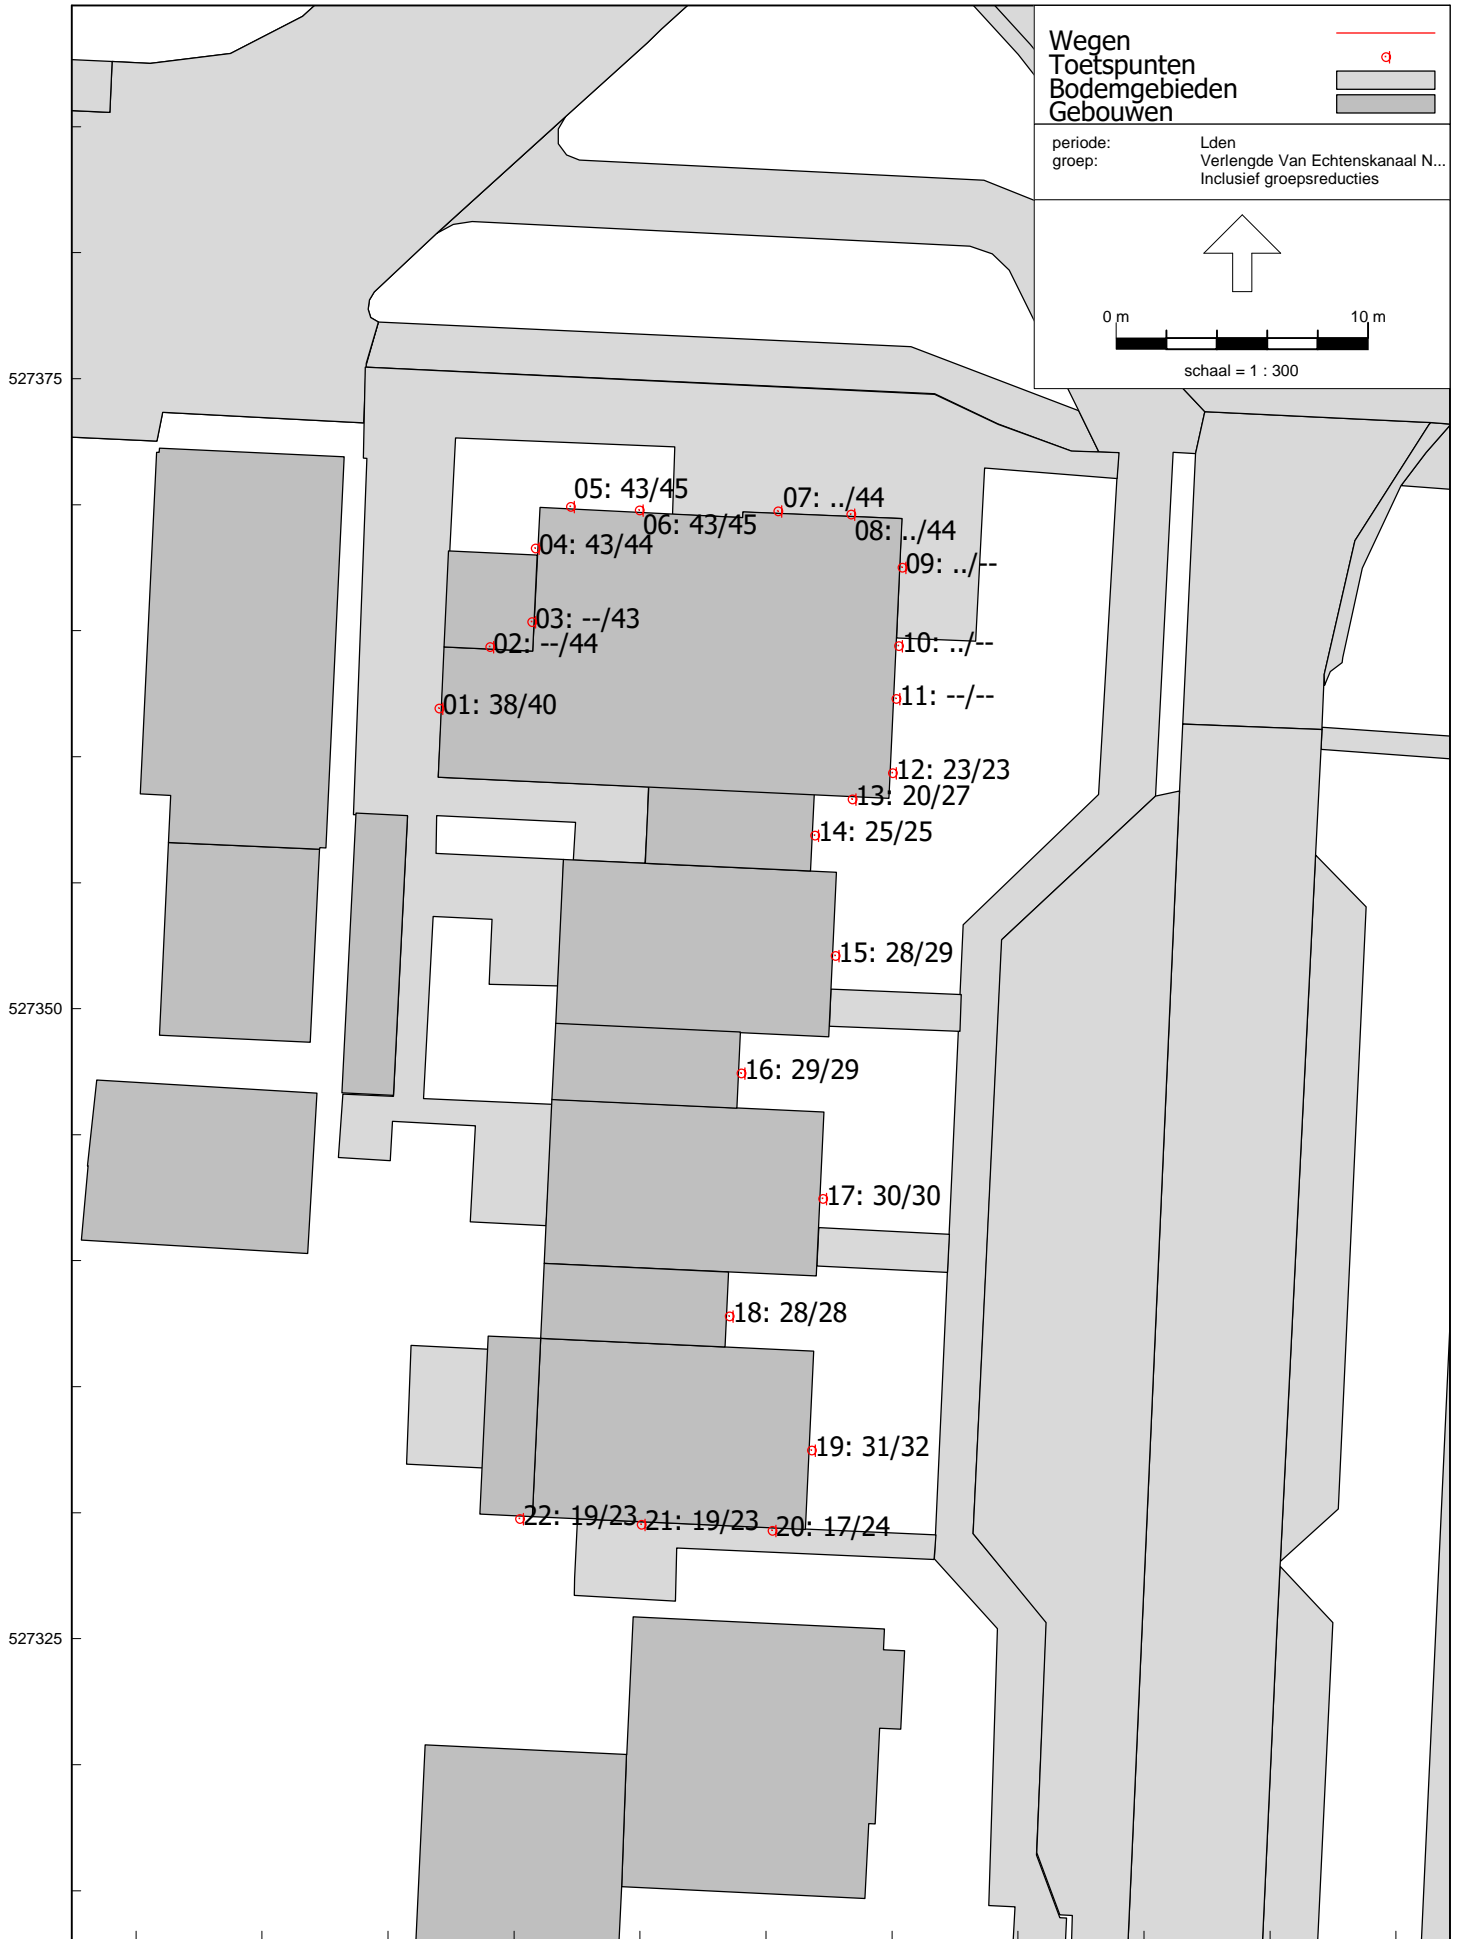 Wegen
Toetspunten
Bodemgebieden
Gebouwen
periode: Lden
groep: Verlengde Van Echtenskanaal N...
Inclusief groepsreducties
0 m 10 m
schaal = 1 : 300
527375
05: 43/45
07: ../44
06: 43/45
08: ../44
04: 43/44
09: ../--
03: --/43
02: --/44
10: ../--
11: --/--
01: 38/40
12: 23/23
13: 20/27
14: 25/25
15: 28/29
527350
16: 29/29
17: 30/30
18: 28/28
19: 31/32
22: 19/23
21: 19/23
20: 17/24
527325